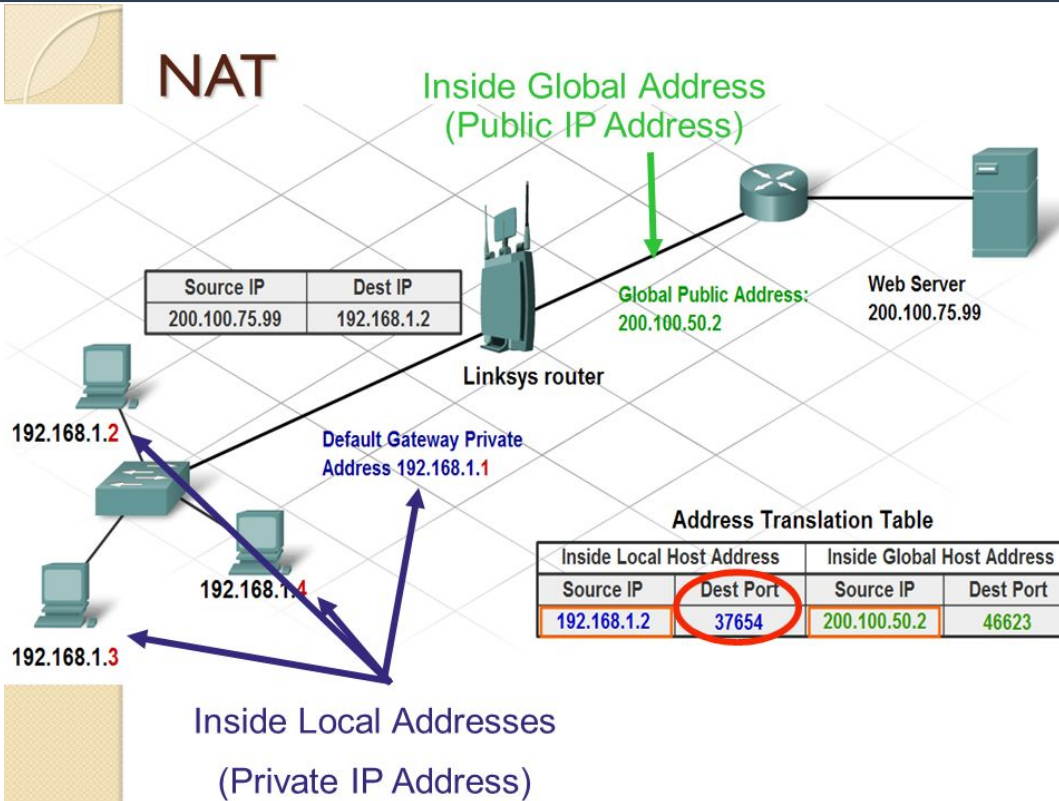 NAT
Inside Global Address
(Public IP Address)
Source IP Dest IP
200.100.75.99 192.168.1.2
Global Public Address:
200.100.50.2
Web Server
200.100.75.99
Linksys router
192.168.1.2
Default Gateway Private
Address 192.168.1.1
192.168.1.4
192.168.1.3
Address Translation Table
Inside Local Host Address Inside Global Host Address
Source IP Dest Port Source IP Dest Port
192.168.1.2 37654 200.100.50.2 46623
Inside Local Addresses
(Private IP Address)